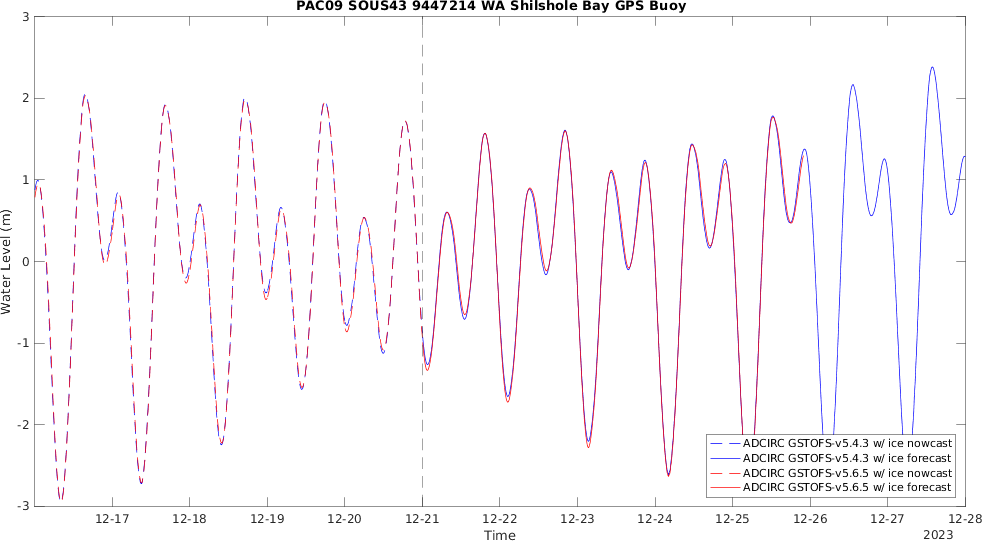 PAC09 SOUS43 9447214 WA Shilshole Bay GPS Buoy
3
2
1
0
-1
-2
-3
Water Level (m)
ADCIRC GSTOFS-v5.4.3 w/ ice nowcast
ADCIRC GSTOFS-v5.4.3 w/ ice forecast
ADCIRC GSTOFS-v5.6.5 w/ ice nowcast
ADCIRC GSTOFS-v5.6.5 w/ ice forecast
12-17 12-18 12-19 12-20 12-21 12-22 12-23 12-24 12-25 12-26 12-27 12-28
Time 2023